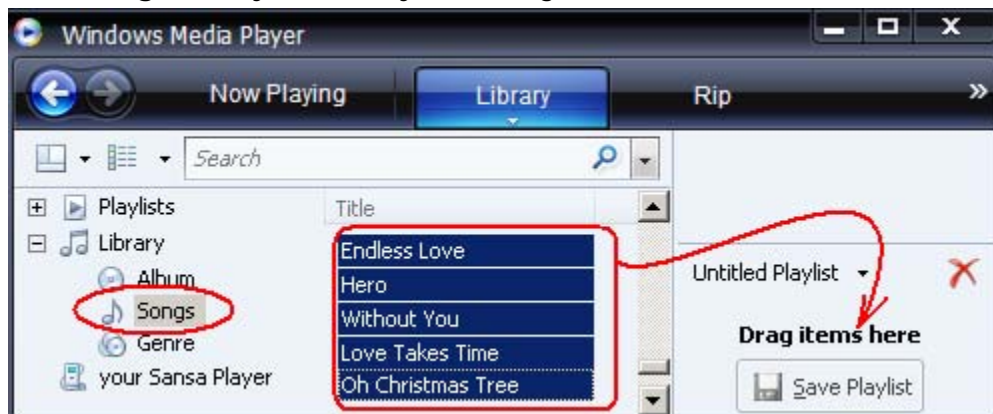 Windows Media Player
Now Playing
Library
Rip
»
Search
Playlists
Library
Album
Songs
Genre
your Sansa Player
Title
Endless Love
Hero
Without You
Love Takes Time
Oh Christmas Tree
Untitled Playlist
Drag items here
Save Playlist